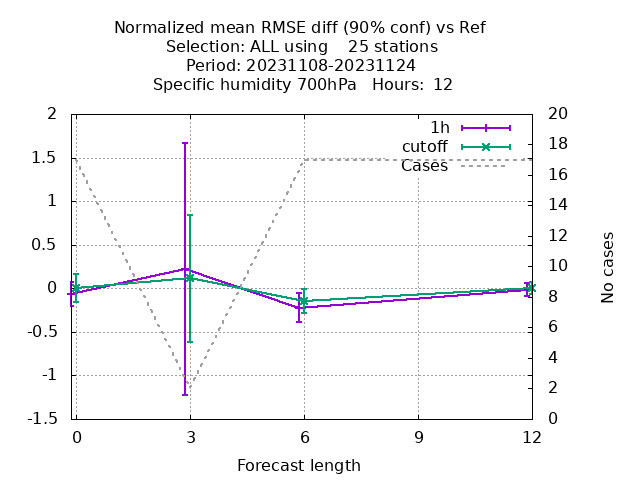 Normalized mean RMSE diff (90% conf) vs Ref
Selection: ALL using    25 stations
Period: 20231108-20231124
Specific humidity 700hPa   Hours:  12
2
1.5
1
0.5
0
-0.5
-1
-1.5
20
18
16
14
12
10
8
6
4
2
0
1h
cutoff
Cases
No cases
0 3 6 9 12
Forecast length